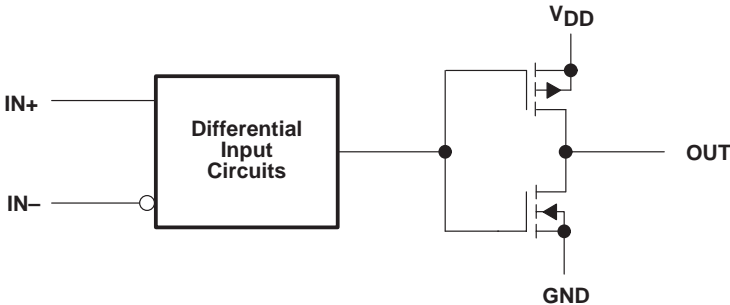 VDD
IN+
Differential
Input
Circuits
OUT
IN–
GND